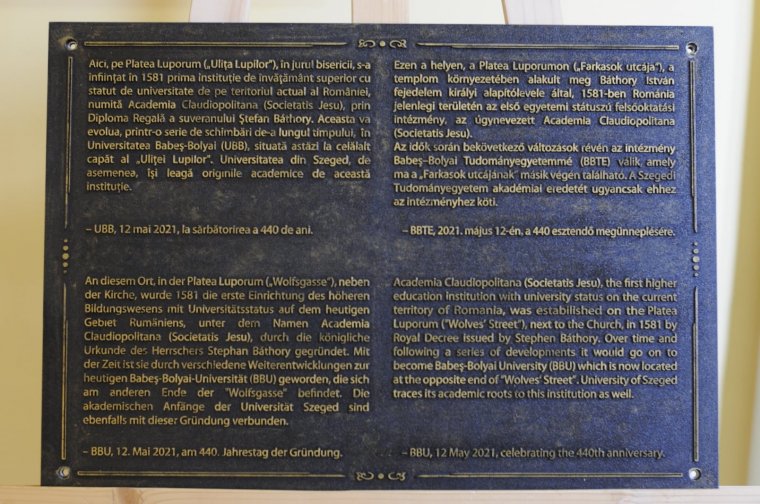 Aici, pe Platea Luporum („Ulița Lupilor”), în jurul bisericii, s-a
înființat în 1581 prima instituție de învățământ superior cu
statut de universitate de pe teritoriul actual al României,
numită Academia Claudiopolitana (Societatis Jesu), prin
Diploma Regală a suveranului Ștefan Báthory. Aceasta va
evolua, printr-o serie de schimbări de-a lungul timpului, în
Universitatea Babeș-Bolyai (UBB), situată astăzi la celălalt
capăt al „Uliței Lupilor”. Universitatea din Szeged, de
asemenea, își leagă originile academice de această
instituție.
– UBB, 12 mai 2021, la sărbătorirea a 440 de ani.
Ezen a helyen, a Platea Luporumon („Farkasok utcája”), a
templom környezetében alakult meg Báthory István
fejedelem királyi alapítólevele által, 1581-ben Románia
jelenlegi területén az első egyetemi státuszú felsőoktatási
intézmény, az úgynevezett Academia Claudiopolitana
(Societatis Jesu).
Az idők során bekövetkező változások révén az intézmény
Babeș–Bolyai Tudományegyetemmé (BBTE) válik, amely
ma a „Farkasok utcájának” másik végén található. A Szegedi
Tudományegyetem akadémiai eredetét ugyancsak ehhez
az intézményhez köti.
– BBTE, 2021. május 12-én, a 440 esztendő megünneplésére.
An diesem Ort, in der Platea Luporum („Wolfsgasse”), neben
der Kirche, wurde 1581 die erste Einrichtung des höheren
Bildungswesens mit Universitätsstatus auf dem heutigen
Gebiet Rumäniens, unter dem Namen Academia
Claudiopolitana (Societatis Jesu), durch die königliche
Urkunde des Herrschers Stephan Báthory gegründet. Mit
der Zeit ist sie durch verschiedene Weiterentwicklungen zur
heutigen Babeș-Bolyai-Universität (BBU) geworden, die sich
am anderen Ende der "Wolfsgasse" befindet. Die
akademischen Anfänge der Universität Szeged sind
ebenfalls mit dieser Gründung verbunden.
– BBU, 12. Mai 2021, am 440. Jahrestag der Gründung.
Academia Claudiopolitana (Societatis Jesu), the first higher
education institution with university status on the current
territory of Romania, was established on the Platea
Luporum (“Wolves’ Street”), next to the Church, in 1581 by
Royal Decree issued by Stephen Báthory. Over time and
following a series of developments it would go on to
become Babeș-Bolyai University (BBU) which is now located
at the opposite end of “Wolves’ Street”. University of Szeged
traces its academic roots to this institution as well.
– BBU, 12 May 2021, celebrating the 440th anniversary.